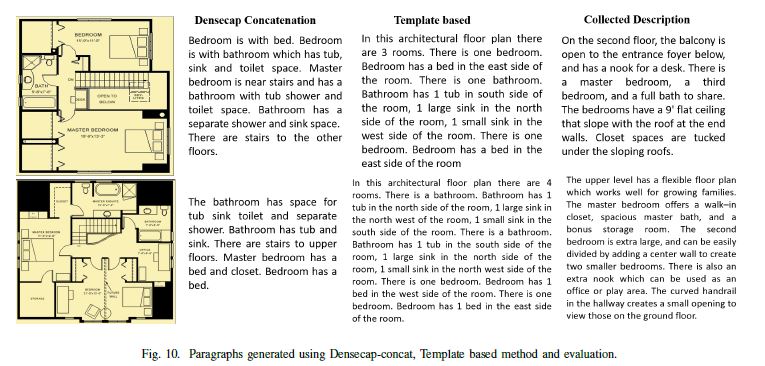 Densecap Concatenation
Template based
Collected Description
BEDROOM
BATH
DN
DESK
OPEN TO
BELOW
MASTER BEDROOM
Bedroom is with bed. Bedroom
is with bathroom which has tub,
sink and toilet space. Master
bedroom is near stairs and has a
bathroom with tub shower and
toilet space. Bathroom has a
separate shower and sink space.
There are stairs to the other
floors.
In this architectural floor plan there
are 3 rooms. There is one bedroom.
Bedroom has a bed in the east side of
the room. There is one bathroom.
Bathroom has 1 tub in south side of
the room, 1 large sink in the north
side of the room, 1 small sink in the
west side of the room. There is one
bedroom. Bedroom has a bed in the
east side of the room
On the second floor, the balcony is
open to the entrance foyer below,
and has a nook for a desk. There is
a master bedroom, a third
bedroom, and a full bath to share.
The bedrooms have a 9' flat ceiling
that slope with the roof at the end
walls. Closet spaces are tucked
under the sloping roofs.
CLOSET
MASTER ENSUITE
BATHROOM
MASTER BEDROOM
OFFICE
STORAGE
BEDROOM
FUTURE
WALL
The bathroom has space for
tub sink toilet and separate
shower. Bathroom has tub and
sink. There are stairs to upper
floors. Master bedroom has a
bed and closet. Bedroom has a
bed.
In this architectural floor plan there are 4
rooms. There is a bathroom. Bathroom has 1
tub in the north side of the room, 1 large sink in
the north west of the room, 1 small sink in the
south side of the room. There is a bathroom.
Bathroom has 1 tub in the south side of the
room, 1 large sink in the north side of the
room, 1 small sink in the north west side of the
room. There is one bedroom. Bedroom has 1
bed in the west side of the room. There is one
bedroom. Bedroom has 1 bed in the east side
of the room.
The upper level has a flexible floor plan
which works well for growing families.
The master bedroom offers a walk-in
closet, spacious master bath, and a
bonus storage room. The second
bedroom is extra large, and can be easily
divided by adding a center wall to create
two smaller bedrooms. There is also an
extra nook which can be used as an
office or play area. The curved handrail
in the hallway creates a small opening to
view those on the ground floor.
Fig. 10. Paragraphs generated using Densecap-concat, Template based method and evaluation.